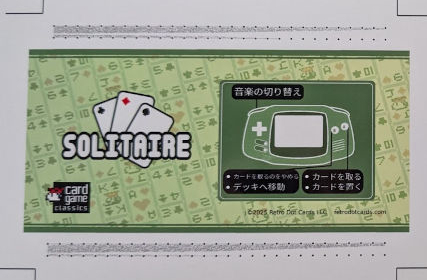 SOLITAIRE
card
game
classics
音楽の切り替え
• カードを取るのをやめる
• デッキへ移動
• カードを取る
• カードを置く
©2025 Retro Dot Cards LLC   retrodotcards.com